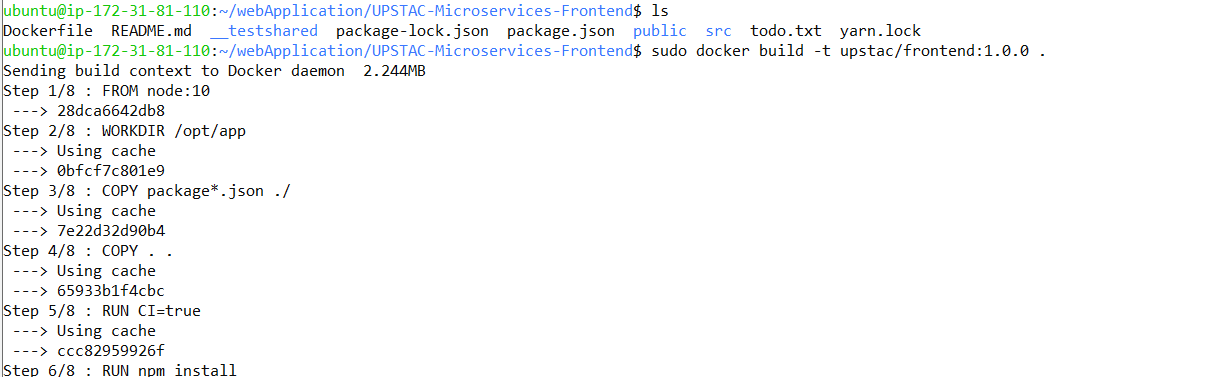 ubuntu@ip-172-31-81-110:~/webApplication/UPSTAC-Microservices-Frontend$ ls
Dockerfile  README.md  __testshared  package-lock.json  package.json  public  src  todo.txt  yarn.lock
ubuntu@ip-172-31-81-110:~/webApplication/UPSTAC-Microservices-Frontend$ sudo docker build -t upstac/frontend:1.0.0 .
Sending build context to Docker daemon  2.244MB
Step 1/8 : FROM node:10
 ---> 28dca6642db8
Step 2/8 : WORKDIR /opt/app
 ---> Using cache
 ---> 0bfcf7c801e9
Step 3/8 : COPY package*.json ./
 ---> Using cache
 ---> 7e22d32d90b4
Step 4/8 : COPY . .
 ---> Using cache
 ---> 65933b1f4cbc
Step 5/8 : RUN CI=true
 ---> Using cache
 ---> ccc82959926f
Step 6/8 : RUN npm install